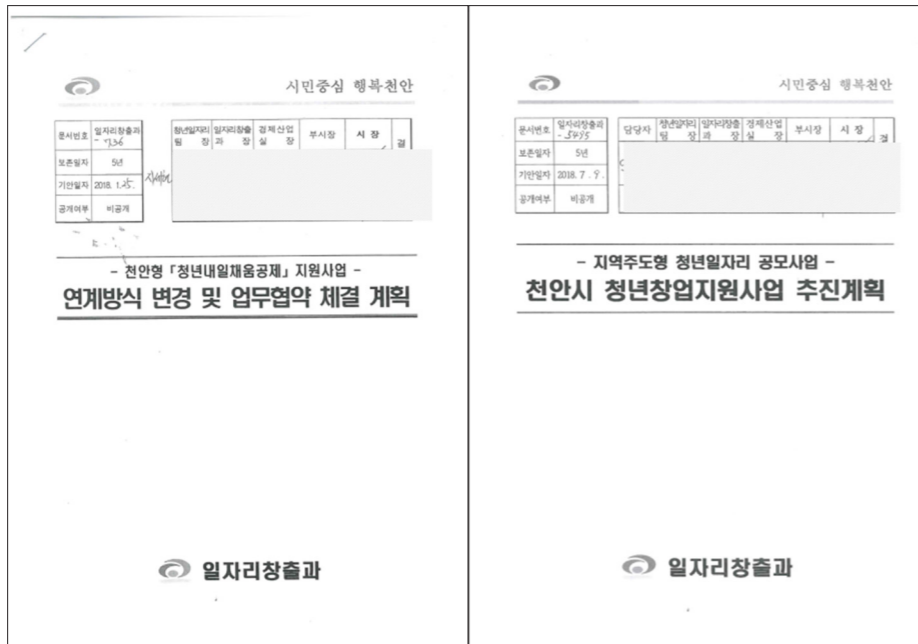 시민중심 행복천안
문서번호 일자리창출과
- 936
보존일자 5년
기안일자 2018. 1. 25.
공개여부 비공개
청년일자리 일자리창출 경제산업 부시장 시 장 결
팀 장 과 장 실 장
- 천안형 「청년내일채움공제」 지원사업 -
연계방식 변경 및 업무협약 체결 계획
일자리창출과
시민중심 행복천안
문서번호 일자리창출과
- 5495
보존일자 5년
기안일자 2018. 7. 9.
공개여부 비공개
담당자 청년일자리 일자리창출 경제산업 부시장 시 장 결
팀 장 과 장 실 장
- 지역주도형 청년일자리 공모사업 -
천안시 청년창업지원사업 추진계획
일자리창출과